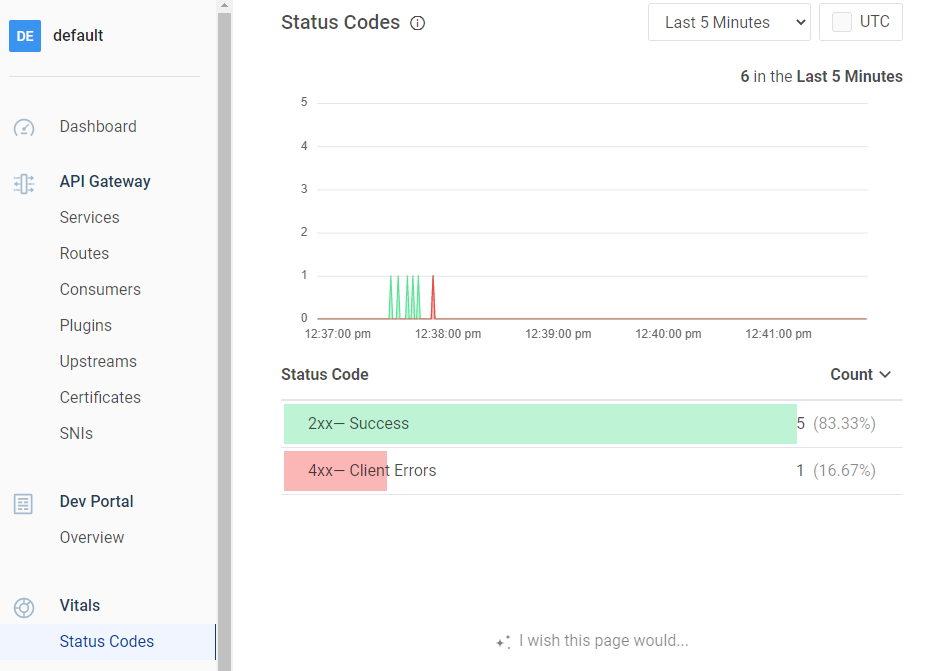 DE default
Dashboard
API Gateway
Services
Routes
Consumers
Plugins
Upstreams
Certificates
SNIs
Dev Portal
Overview
Vitals
Status Codes
Status Codes
Last 5 Minutes
UTC
6 in the Last 5 Minutes
5
4
3
2
1
0
12:37:00 pm 12:38:00 pm 12:39:00 pm 12:40:00 pm 12:41:00 pm
Status Code Count
2xx— Success 5 (83.33%)
4xx— Client Errors 1 (16.67%)
I wish this page would...